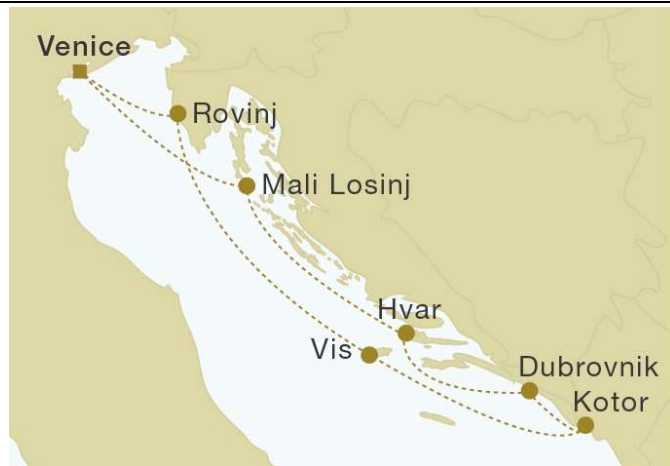 Venice
Rovinj
Mali Losinj
Hvar
Vis
Dubrovnik
Kotor